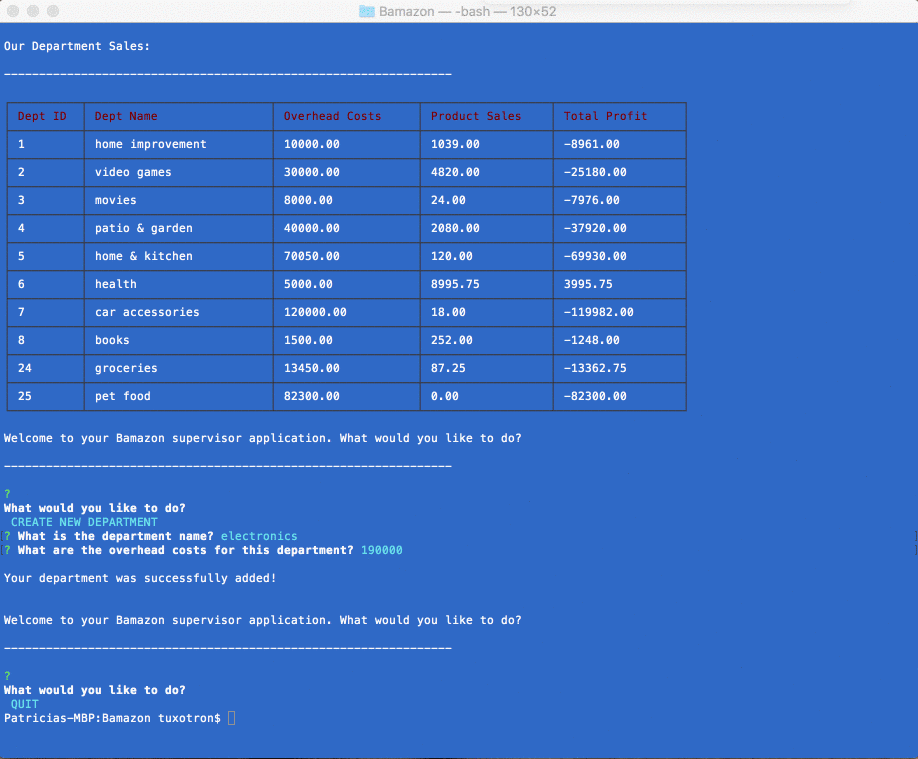 Bamazon — -bash — 130×52
Our Department Sales:
----------------------------------------------------------------
Dept ID Dept Name Overhead Costs Product Sales Total Profit
1 home improvement 10000.00 1039.00 -8961.00
2 video games 30000.00 4820.00 -25180.00
3 movies 8000.00 24.00 -7976.00
4 patio & garden 40000.00 2080.00 -37920.00
5 home & kitchen 70050.00 120.00 -69930.00
6 health 5000.00 8995.75 3995.75
7 car accessories 120000.00 18.00 -119982.00
8 books 1500.00 252.00 -1248.00
24 groceries 13450.00 87.25 -13362.75
25 pet food 82300.00 0.00 -82300.00
Welcome to your Bamazon supervisor application. What would you like to do?
----------------------------------------------------------------
?
What would you like to do?
CREATE NEW DEPARTMENT
? What is the department name? electronics
? What are the overhead costs for this department? 190000
Your department was successfully added!
Welcome to your Bamazon supervisor application. What would you like to do?
----------------------------------------------------------------
?
What would you like to do?
QUIT
Patricias-MBP:Bamazon tuxotron$